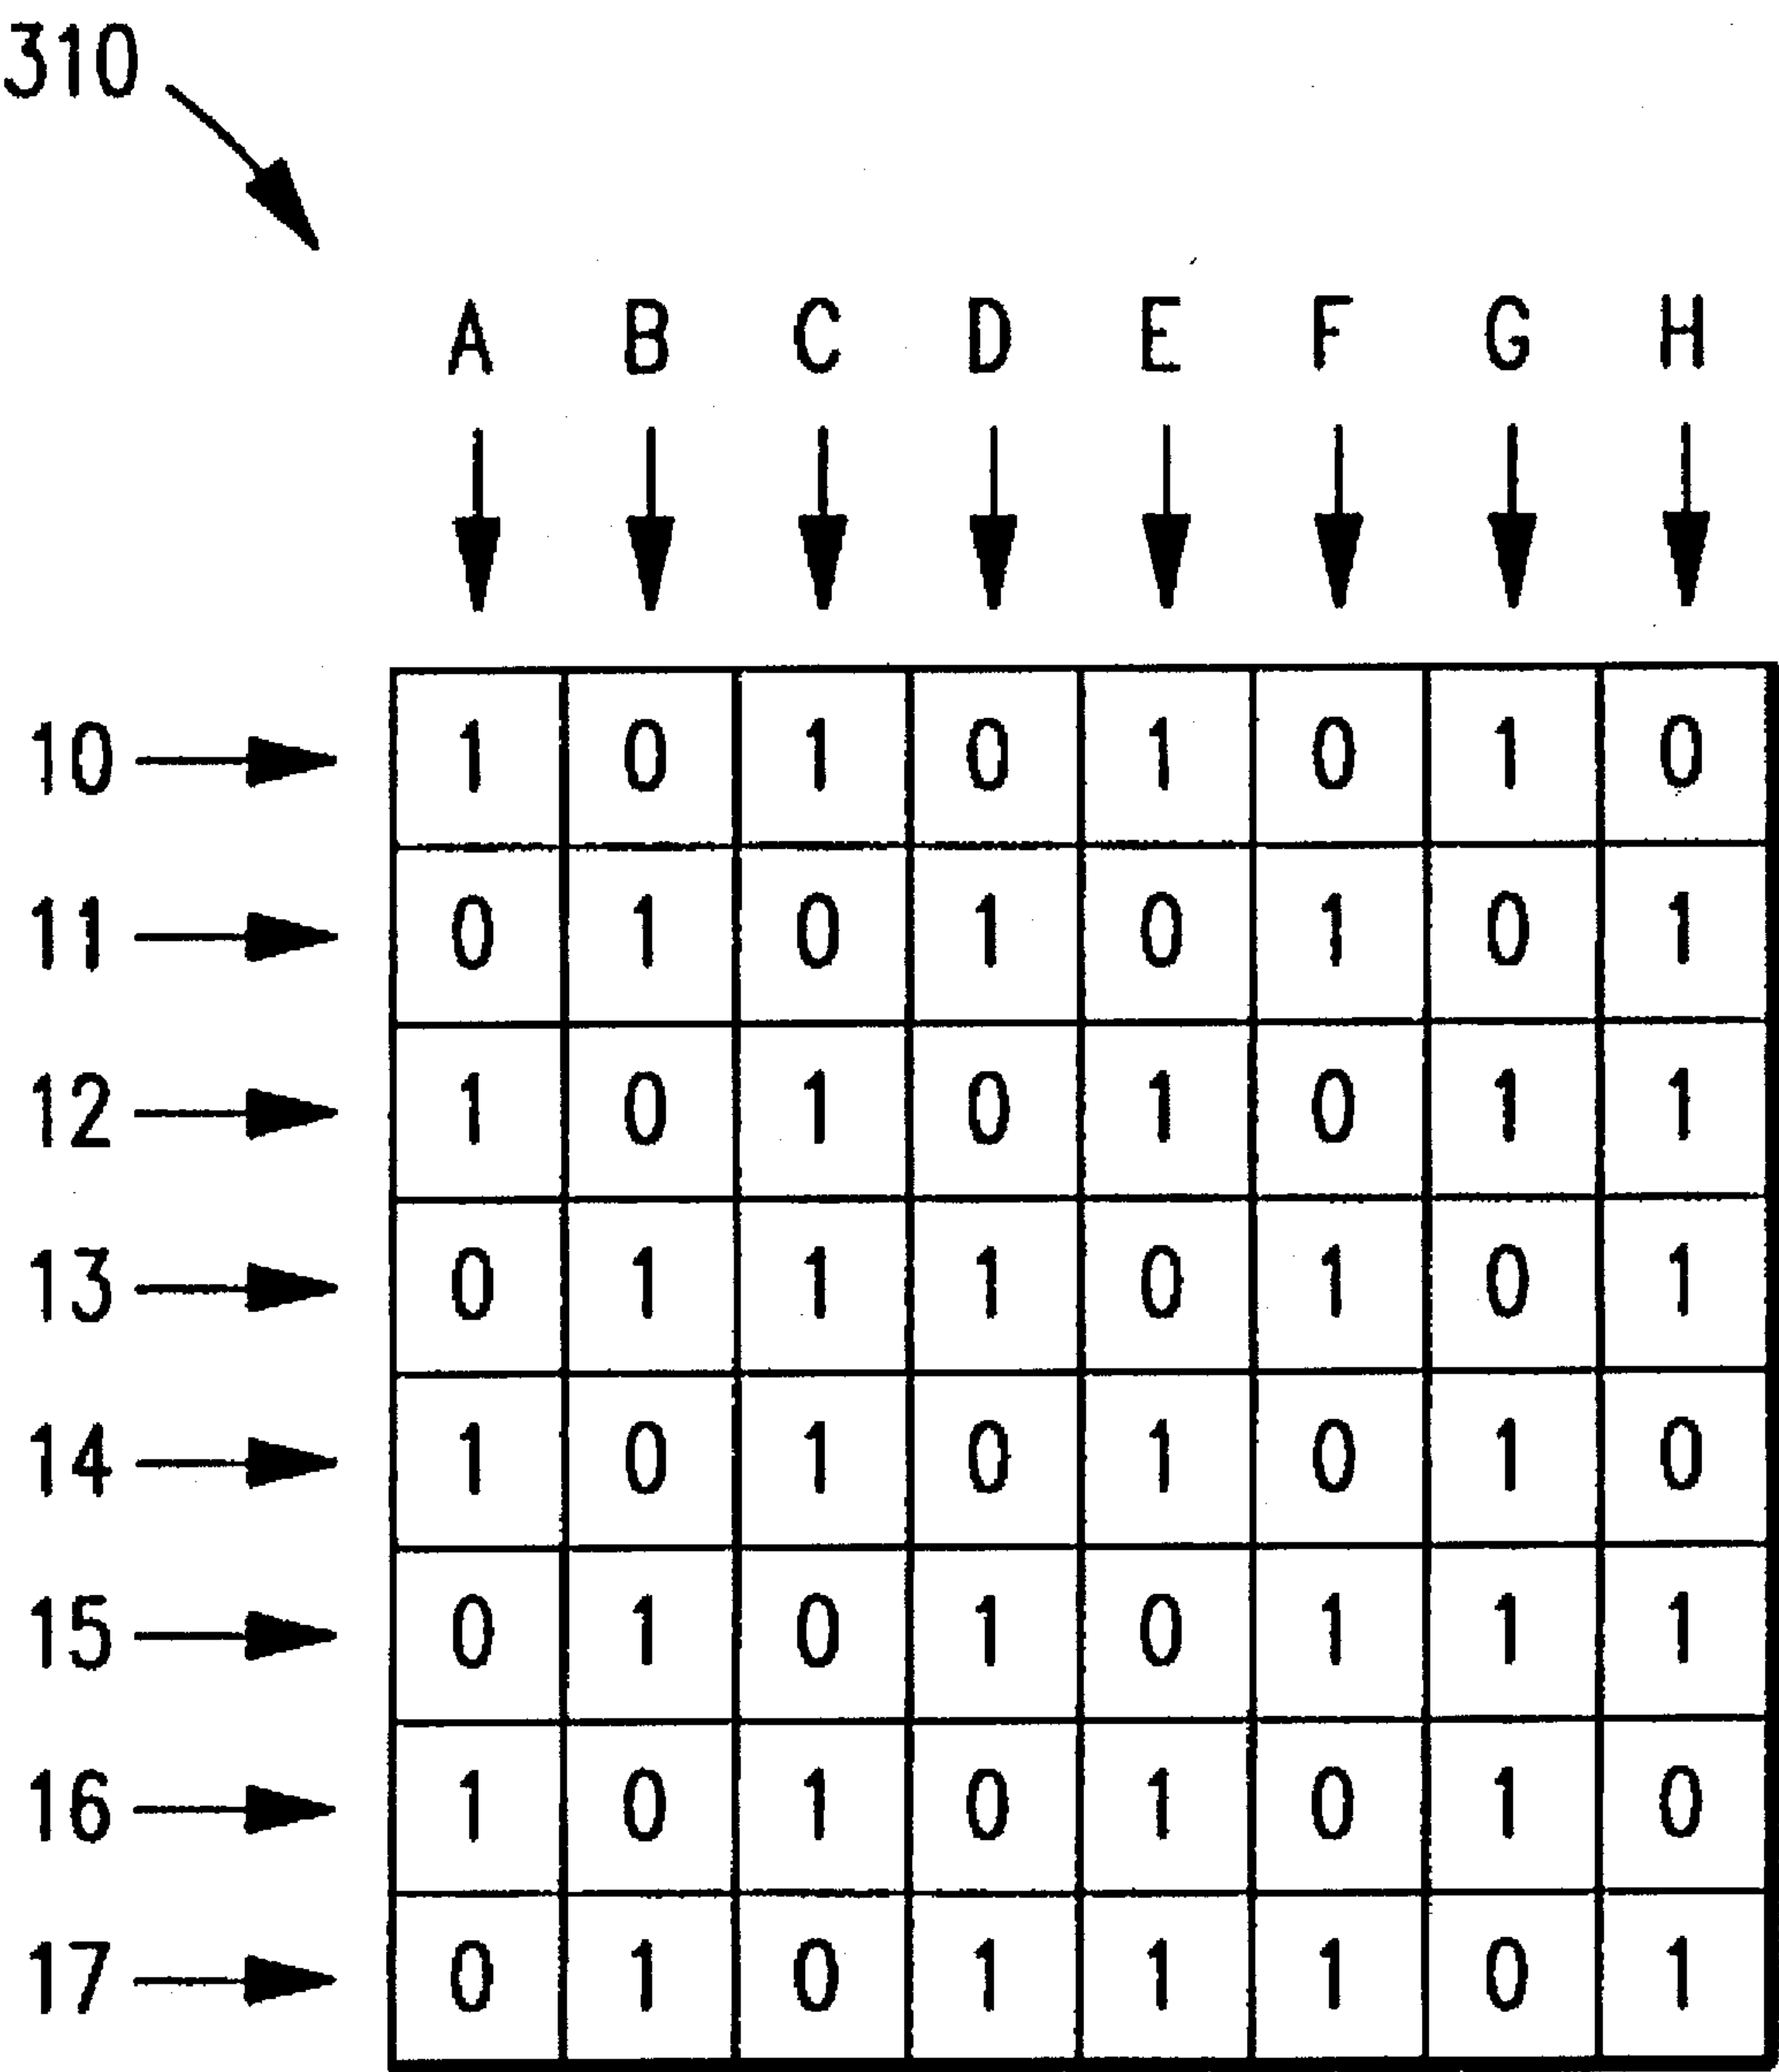 310
A B C D E F G H
10 1 0 1 0 1 0 1 0
11 0 1 0 1 0 1 0 1
12 1 0 1 0 1 0 1 1
13 0 1 1 1 0 1 0 1
14 1 0 1 0 1 0 1 0
15 0 1 0 1 0 1 1 1
16 1 0 1 0 1 0 1 0
17 0 1 0 1 1 1 0 1